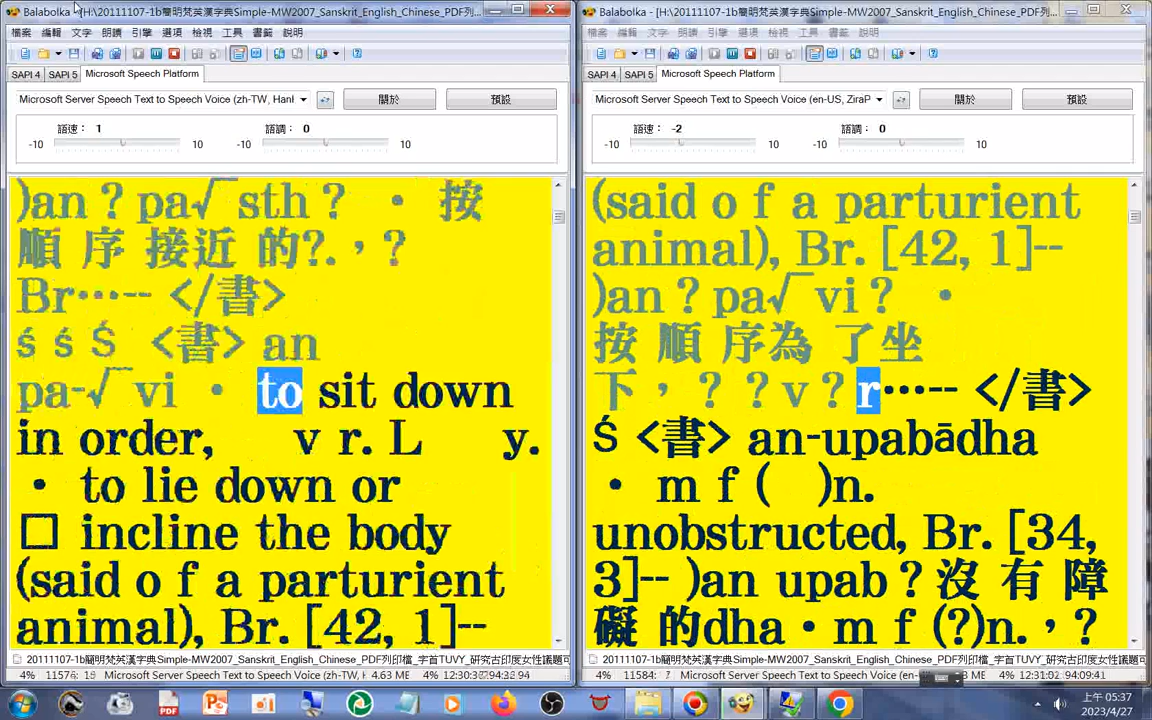 Balabolka - [H:\20111107-1b簡明梵英漢字典Simple-MW2007_Sanskrit_English_Chinese_PDF列...
檔案 編輯 文字 朗讀 引擎 選項 檢視 工具 書籤 說明
SAPI 4 SAPI 5 Microsoft Speech Platform
Microsoft Server Speech Text to Speech Voice (zh-TW, Hanl
關於 預設
語速： 1 語調： 0
-10 10 -10 10
)an ? pa√ sth ? • 按
順 序 接近 的?. , ?
Br…-- </書>
ś ś Ś <書> an
pa-√ vi • to sit down
in order, v r. L y.
• to lie down or
□ incline the body
(said o f a parturient
animal), Br. [42, 1]--
20111107-1b簡明梵英漢字典Simple-MW2007_Sanskrit_English_Chinese_PDF列印檔_字首TUVY_研究古印度女性議題可
4% 11576: 19 Microsoft Server Speech Text to Speech Voice (zh-TW, H 4.63 ME 4%
Balabolka - [H:\20111107-1b簡明梵英漢字典Simple-MW2007_Sanskrit_English_Chinese_PDF列印...
檔案 編輯 文字 朗讀 引擎 選項 檢視 工具 書籤 說明
SAPI 4 SAPI 5 Microsoft Speech Platform
Microsoft Server Speech Text to Speech Voice (en-US, ZiraP
關於 預設
語速： -2 語調： 0
-10 10 -10 10
(said o f a parturient
animal), Br. [42, 1]--
)an ? pa√ vi ? •
按 順 序為 了坐
下 , ? ? v ? r…-- </書>
Ś <書> an-upabādha
• m f ( )n.
unobstructed, Br. [34,
3]-- )an upab ? 沒 有 障
礙 的dha • m f (?)n. , ?
20111107-1b簡明梵英漢字典Simple-MW2007_Sanskrit_English_Chinese_PDF列印檔_字首TUVY_研究古印度女性議題可
4% 11584: Microsoft Server Speech Text to Speech Voice 4% 12:31:02
上午 05:37
2023/4/27